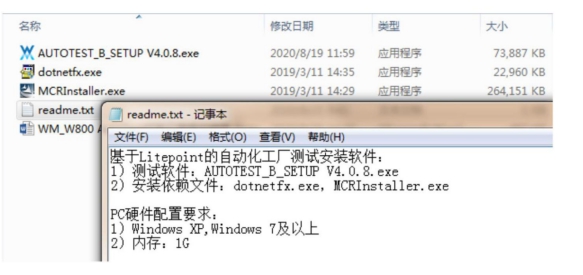 名称 修改日期 类型 大小
AUTOTEST_B_SETUP V4.0.8.exe 2020/8/19 11:59 应用程序 73,887 KB
dotnetfx.exe 2019/3/11 14:35 应用程序 22,960 KB
MCRInstaller.exe 2019/3/11 14:29 应用程序 264,151 KB
readme.txt
WM_W800
readme.txt - 记事本
文件(F) 编辑(E) 格式(O) 查看(V) 帮助(H)
基于Litepoint的自动化工厂测试安装软件:
1) 测试软件: AUTOTEST_B_SETUP V4.0.8.exe
2) 安装依赖文件: dotnetfx.exe, MCRInstaller.exe
PC硬件配置要求:
1) Windows XP,Windows 7及以上
2) 内存: 1G